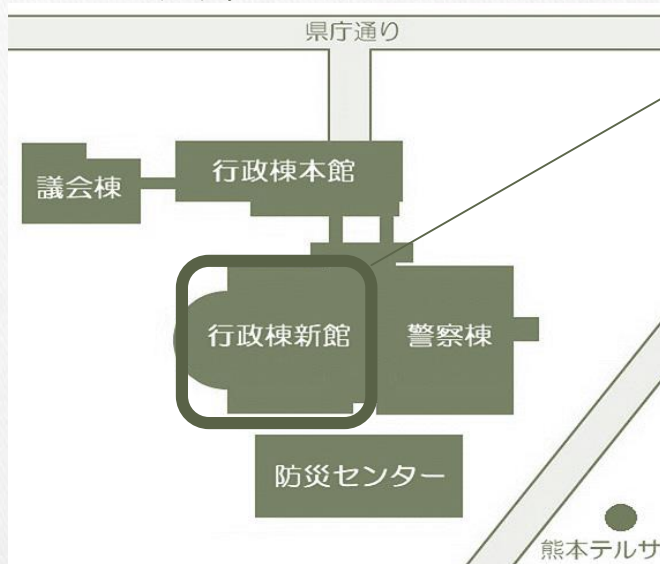 県庁通り
行政棟本館
議会棟
行政棟新館
警察棟
防災センター
熊本テルサ